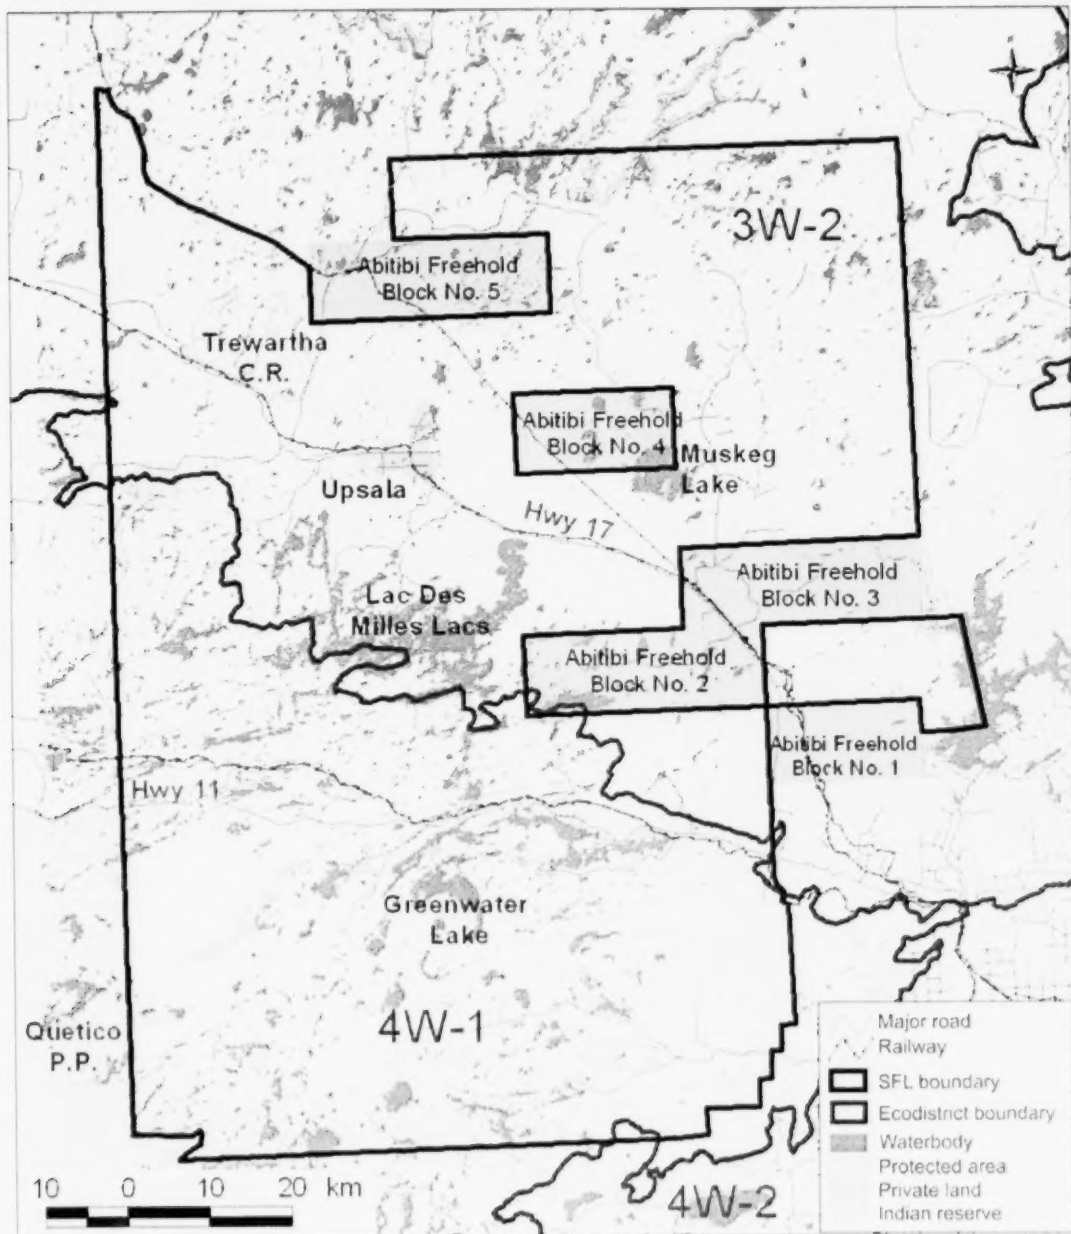 3W-2
Abitibi Freehold
Block No. 5
Trewartha
C.R.
Abitibi Freehold
Block No. 4
Muskeg
Lake
Upsala
Hwy 17
Abitibi Freehold
Block No. 3
Lac Des
Milles Lacs
Abitibi Freehold
Block No. 2
Abitibi Freehold
Block No. 1
Hwy 11
Greenwater
Lake
4W-1
Quetico
P.P.
Major road
Railway
SFL boundary
Ecodistrict boundary
Waterbody
Protected area
Private land
Indian reserve
10 0 10 20 km
4W-2